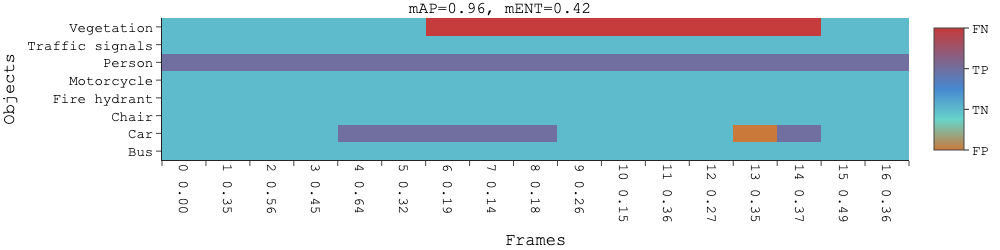 mAP=0.96, mENT=0.42
Objects
Vegetation
Traffic signals
Person
Motorcycle
Fire hydrant
Chair
Car
Bus
0 0.00
1 0.35
2 0.56
3 0.45
4 0.64
5 0.32
6 0.19
7 0.14
8 0.18
9 0.26
10 0.15
11 0.36
12 0.27
13 0.35
14 0.37
15 0.49
16 0.36
Frames
FN
TP
TN
FP